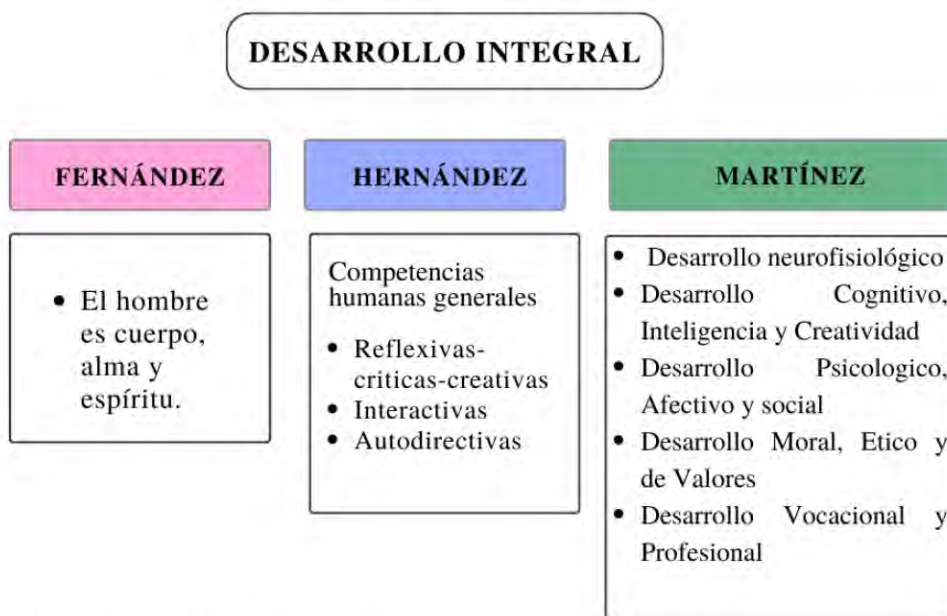 DESARROLLO INTEGRAL
FERNÁNDEZ
• El hombre
es cuerpo,
alma y
espíritu.
HERNÁNDEZ
Competencias
humanas generales
• Reflexivas-
criticas-creativas
• Interactivas
• Autodirectivas
MARTÍNEZ
• Desarrollo neurofisiológico
• Desarrollo Cognitivo,
Inteligencia y Creatividad
• Desarrollo Psicologico,
Afectivo y social
• Desarrollo Moral, Etico y
de Valores
• Desarrollo Vocacional y
Profesional